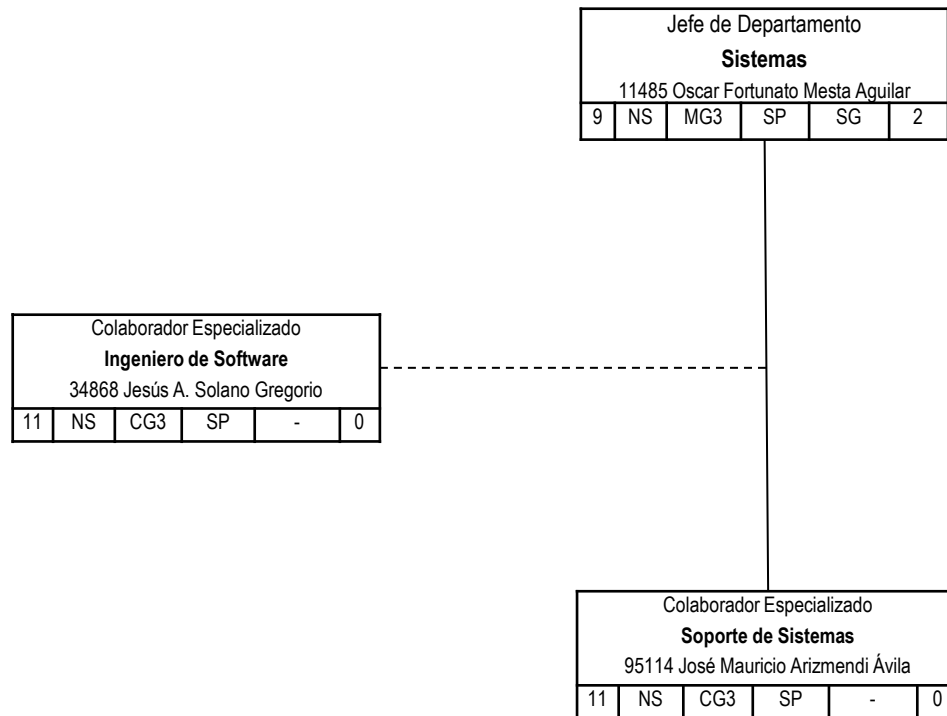 Jefe de Departamento
Sistemas
11485 Oscar Fortunato Mesta Aguilar
9 NS MG3 SP SG 2
Colaborador Especializado
Ingeniero de Software
34868 Jesús A. Solano Gregorio
11 NS CG3 SP - 0
Colaborador Especializado
Soporte de Sistemas
95114 José Mauricio Arizmendi Ávila
11 NS CG3 SP - 0